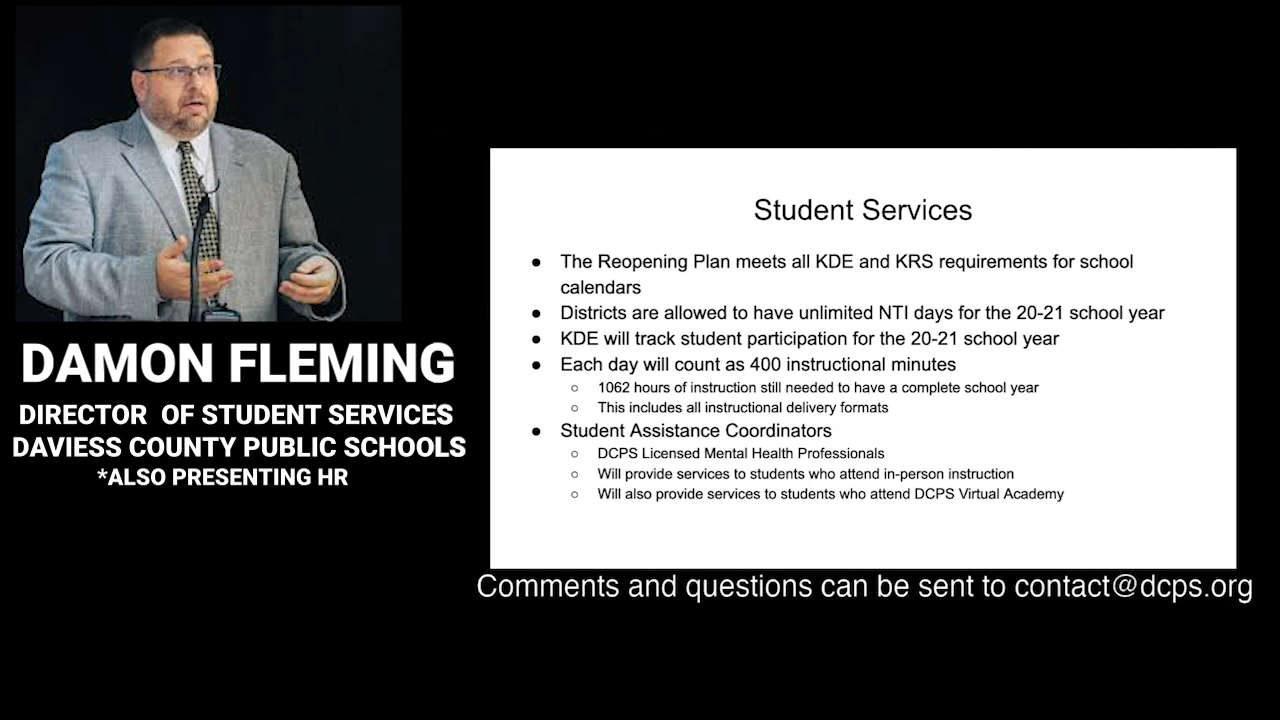 DAMON FLEMING
DIRECTOR OF STUDENT SERVICES
DAVIESS COUNTY PUBLIC SCHOOLS
*ALSO PRESENTING HR
Student Services
● The Reopening Plan meets all KDE and KRS requirements for school
calendars
● Districts are allowed to have unlimited NTI days for the 20-21 school year
● KDE will track student participation for the 20-21 school year
● Each day will count as 400 instructional minutes
○ 1062 hours of instruction still needed to have a complete school year
○ This includes all instructional delivery formats
● Student Assistance Coordinators
○ DCPS Licensed Mental Health Professionals
○ Will provide services to students who attend in-person instruction
○ Will also provide services to students who attend DCPS Virtual Academy
Comments and questions can be sent to contact@dcps.org